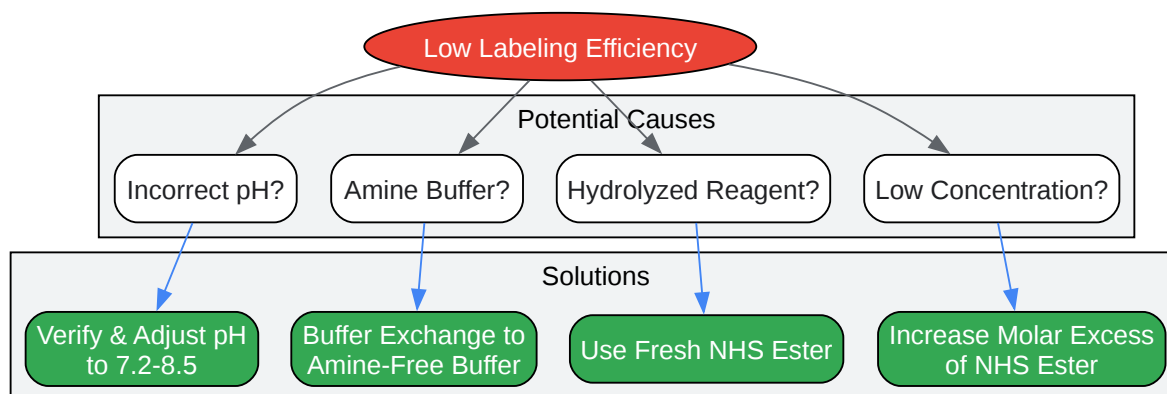 Low Labeling Efficiency
Potential Causes
Incorrect pH?
Amine Buffer?
Hydrolyzed Reagent?
Low Concentration?
Solutions
Verify & Adjust pH
to 7.2-8.5
Buffer Exchange to
Amine-Free Buffer
Use Fresh NHS Ester
Increase Molar Excess
of NHS Ester